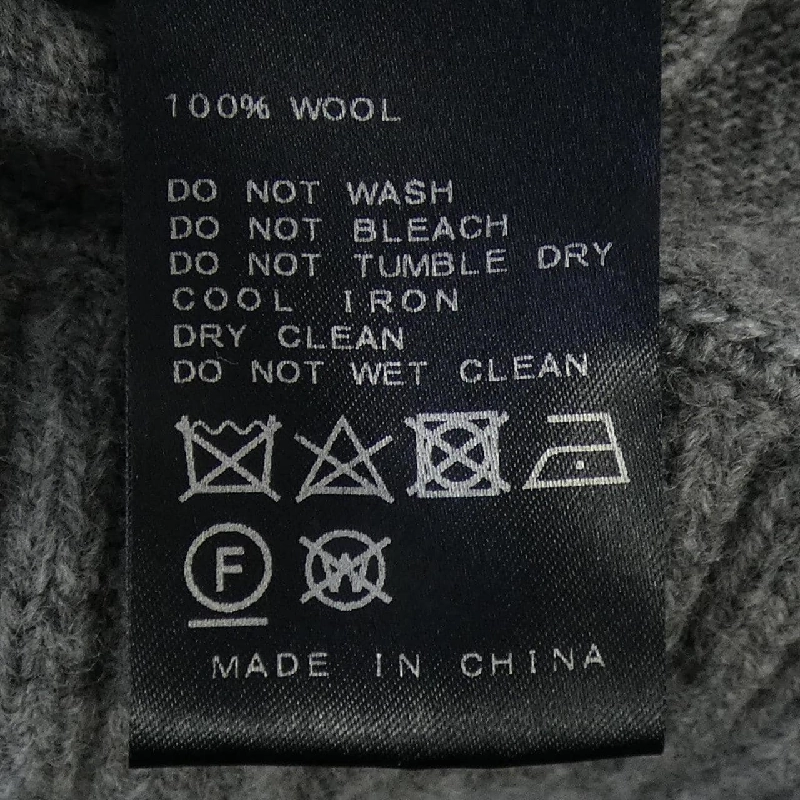 100% WOOL
DO NOT WASH
DO NOT BLEACH
DO NOT TUMBLE DRY
COOL IRON
DRY CLEAN
DO NOT WET CLEAN
F W
MADE IN CHINA